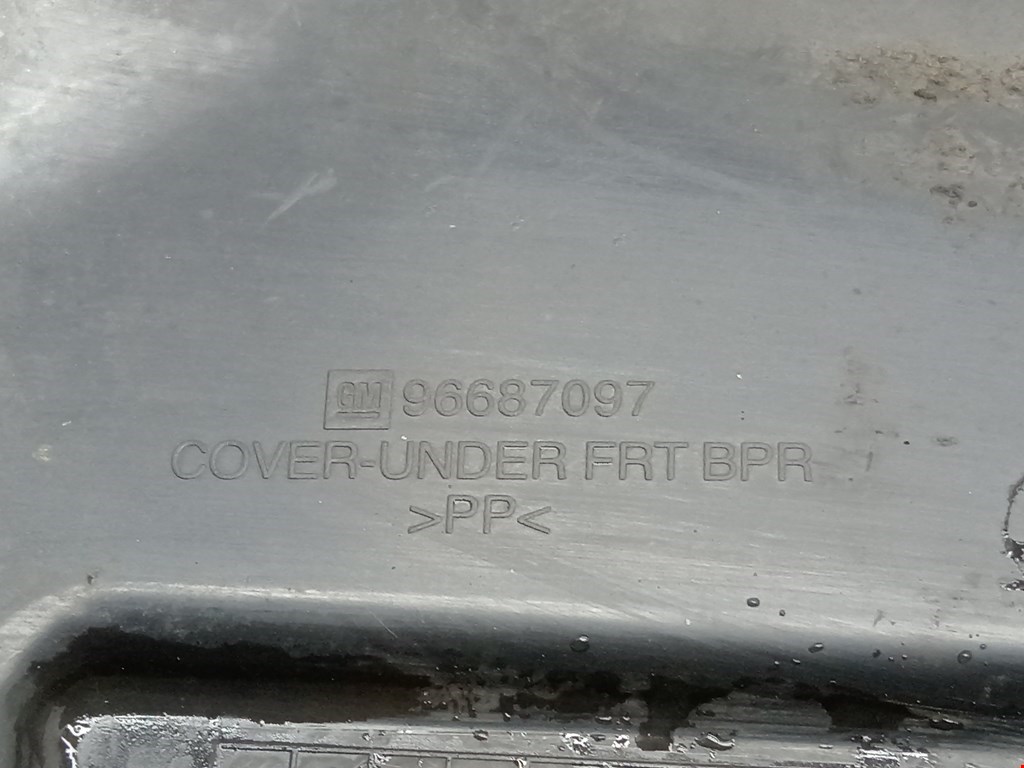 GM 96687097
COVER-UNDER FRT BPR
>PP<